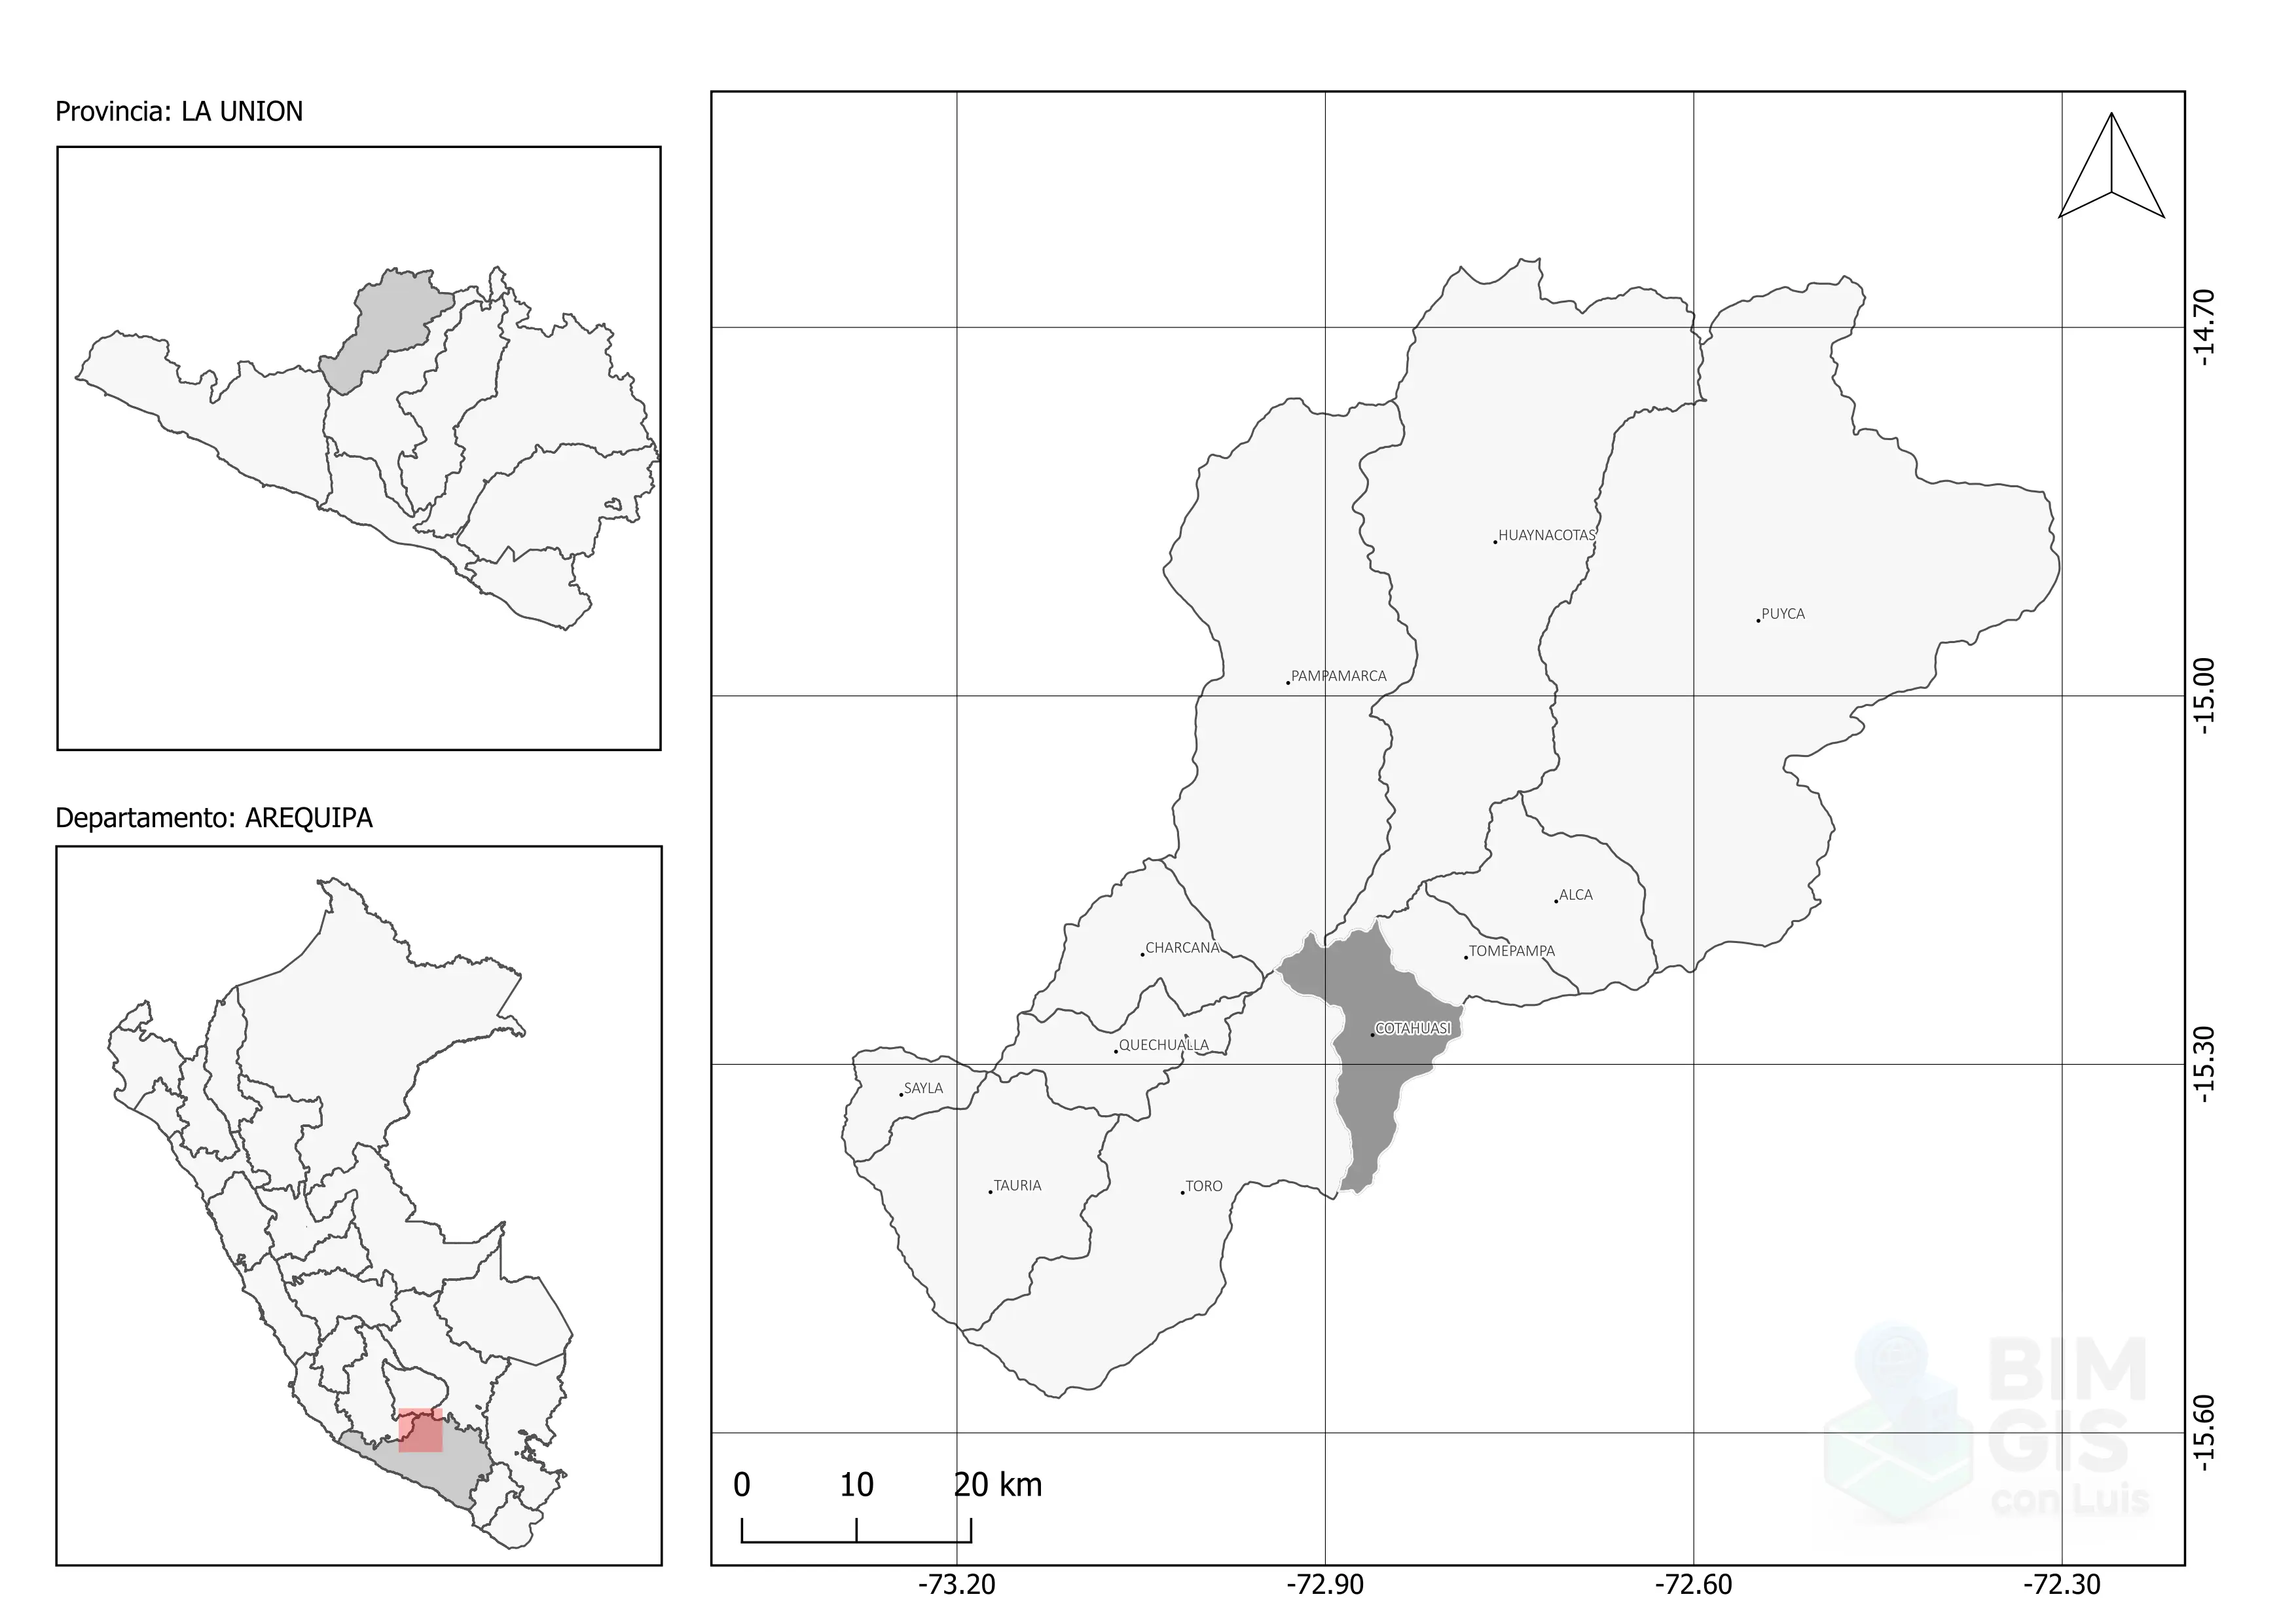 Provincia: LA UNION
Departamento: AREQUIPA
HUAYNACOTAS
PUYCA
PAMPAMARCA
ALCA
CHARCANA
TOMEPAMPA
COTAHUASI
QUECHUALLA
SAYLA
TAURIA
TORO
-14.70
-15.00
-15.30
-15.60
0 10 20 km
-73.20 -72.90 -72.60 -72.30
BIM
GIS
con Luis